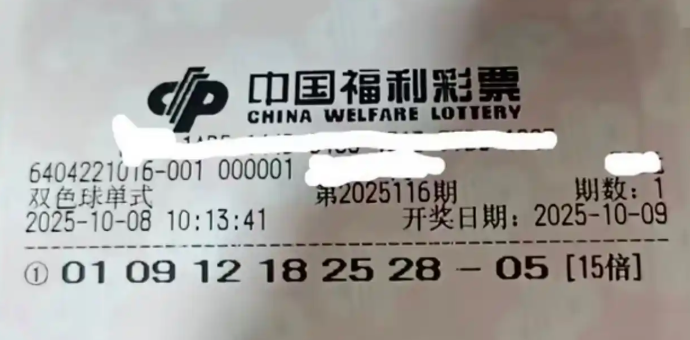 中国福利彩票
CHINA WELFARE LOTTERY
6404221016-001 000001
双色球单式 第2025116期 期数:1
2025-10-08 10:13:41 开奖日期:2025-10-09
① 01 09 12 18 25 28 - 05 [15倍]